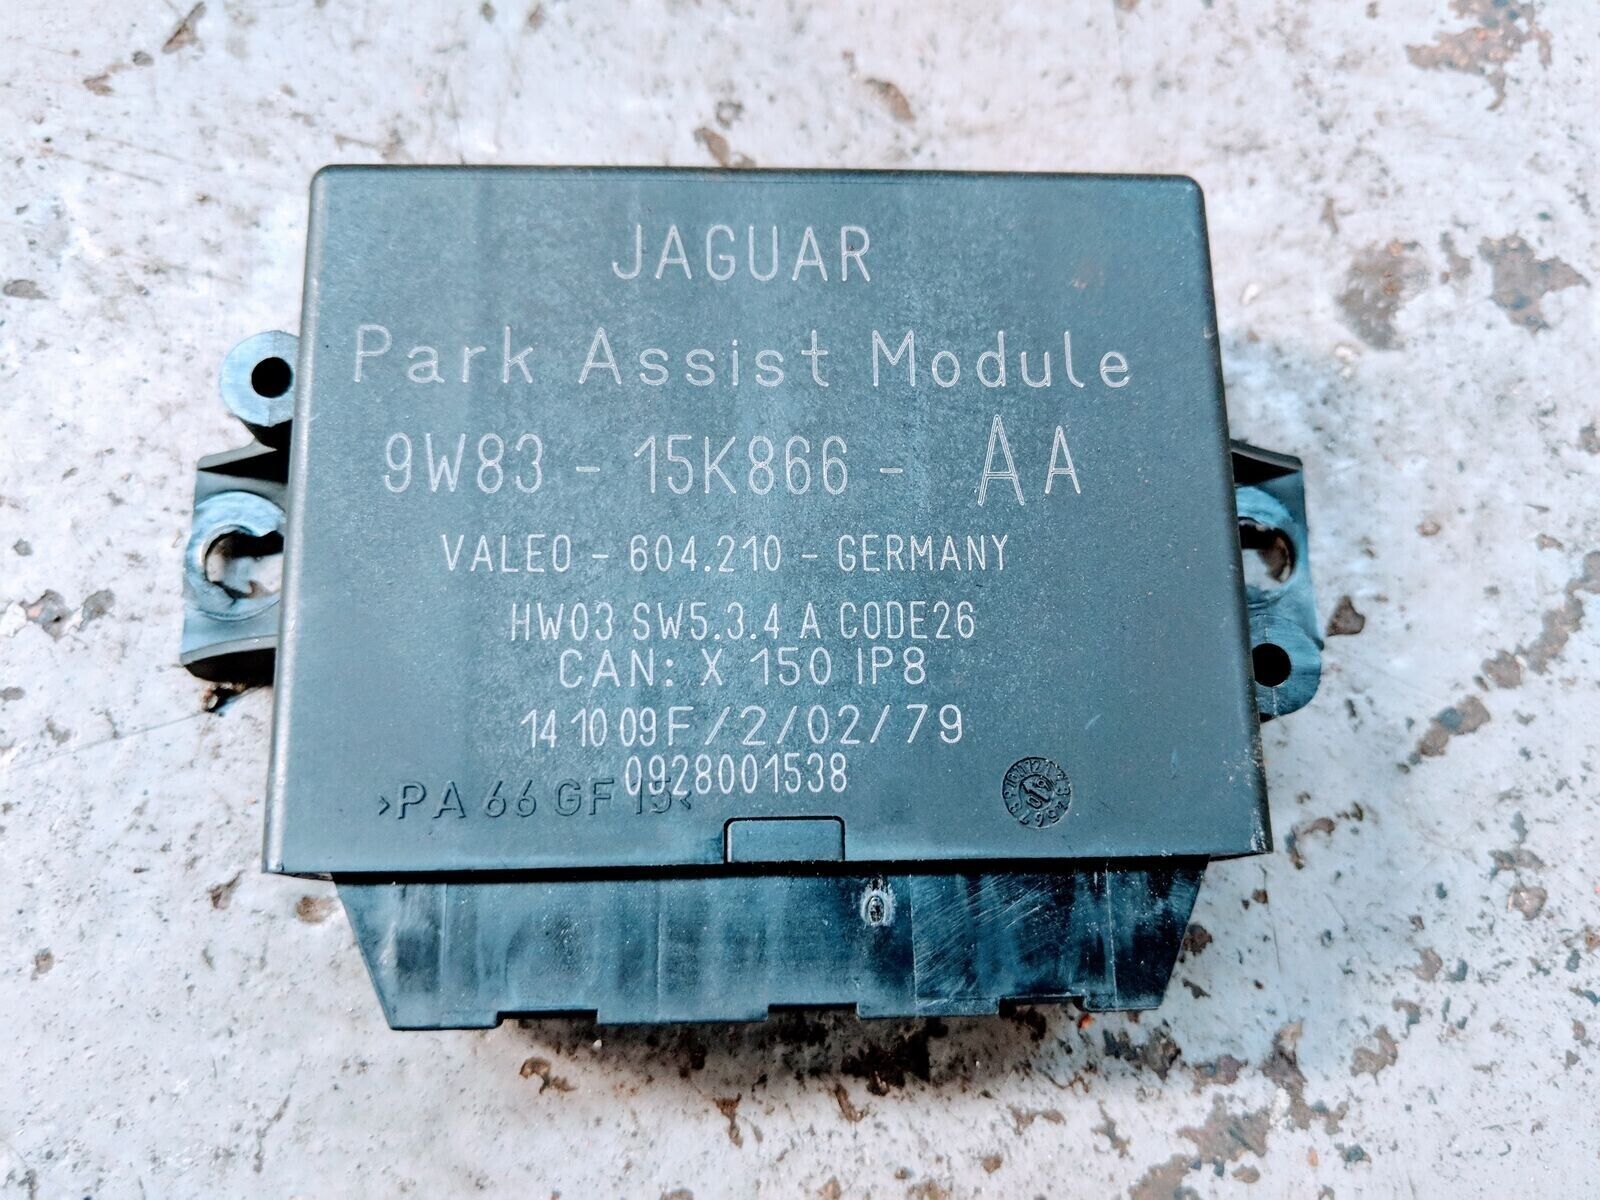 JAGUAR
Park Assist Module
9W83 - 15K866 - AA
VALEO - 604.210 - GERMANY
HW03 SW5.3.4 A CODE26
CAN: X 150 IP8
14 10 09F/2/02/79
0928001538
>PA 66 GF 15<